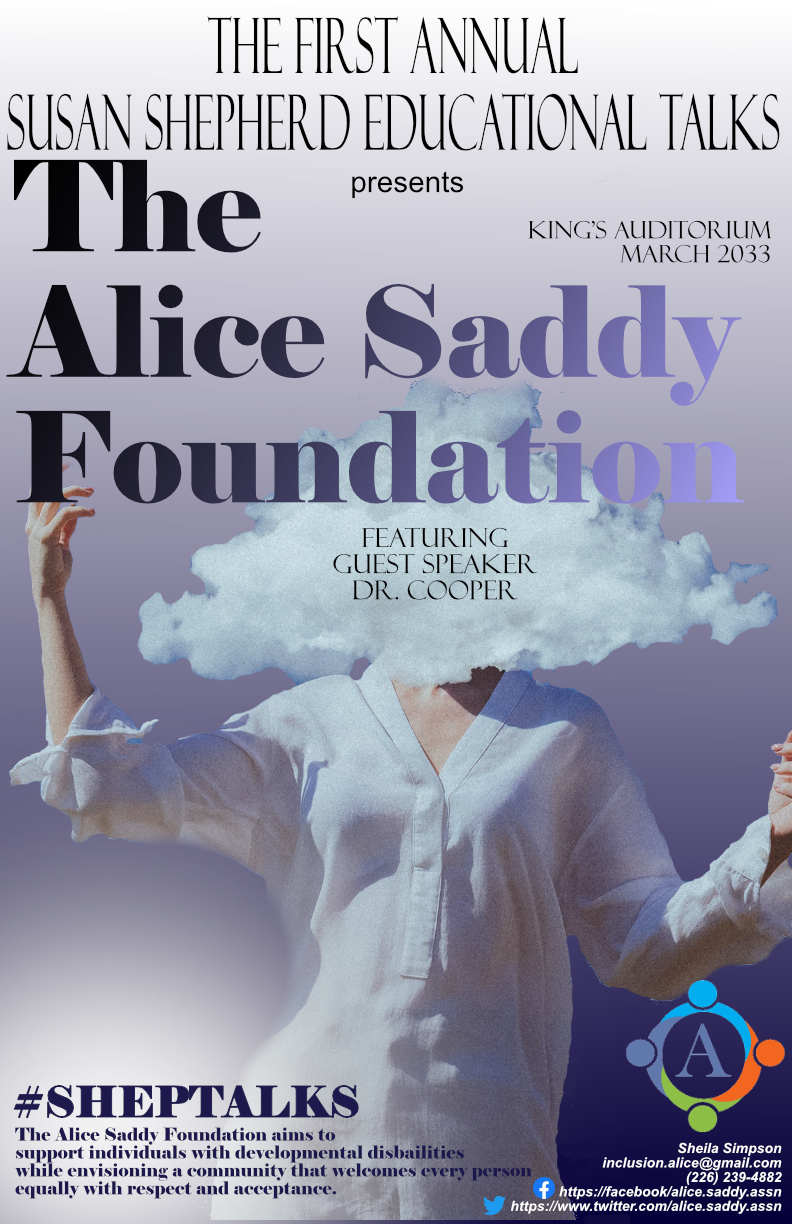 THE FIRST ANNUAL
SUSAN SHEPHERD EDUCATIONAL TALKS
presents
The
Alice Saddy
Foundation
KING'S AUDITORIUM
MARCH 2033
FEATURING
GUEST SPEAKER
DR. COOPER
A
#SHEPTALKS
The Alice Saddy Foundation aims to
support individuals with developmental disbailities
while envisioning a community that welcomes every person
equally with respect and acceptance.
Sheila Simpson
inclusion.alice@gmail.com
(226) 239-4882
https://facebook/alice.saddy.assn
https://www.twitter.com/alice.saddy.assn